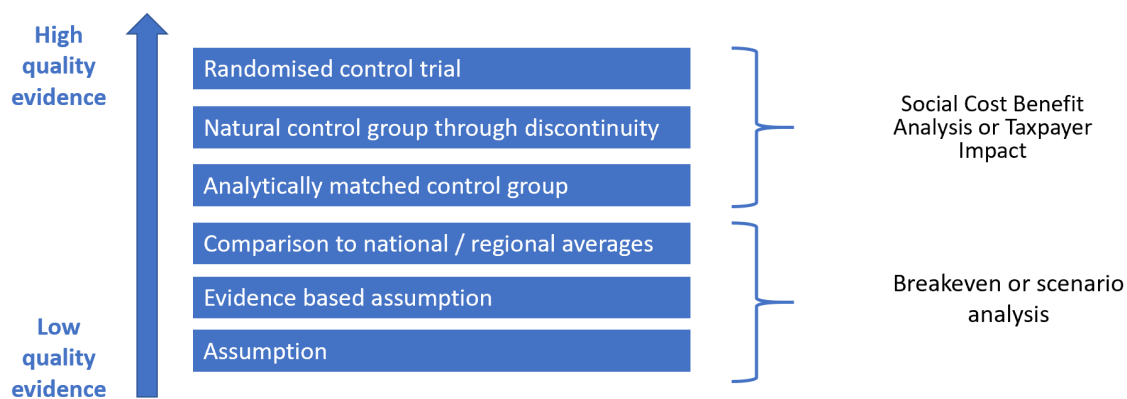 High
quality
evidence
Randomised control trial
Natural control group through discontinuity
Analytically matched control group
Social Cost Benefit
Analysis or Taxpayer
Impact
Comparison to national / regional averages
Evidence based assumption
Assumption
Breakeven or scenario
analysis
Low
quality
evidence